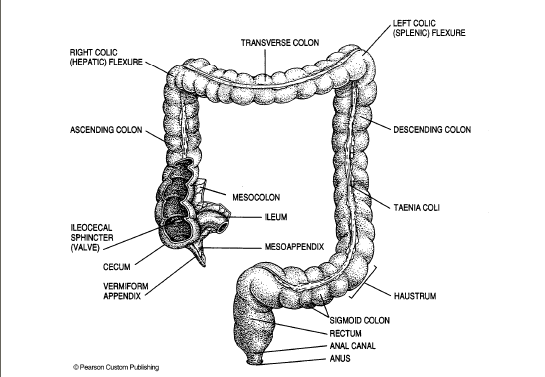 LEFT COLIC
(SPLENIC) FLEXURE
TRANSVERSE COLON
RIGHT COLIC
(HEPATIC) FLEXURE
ASCENDING COLON
DESCENDING COLON
MESOCOLON
TAENIA COLI
ILEUM
ILEOCECAL
SPHINCTER
(VALVE)
MESOAPPENDIX
CECUM
VERMIFORM
APPENDIX
HAUSTRUM
SIGMOID COLON
RECTUM
ANAL CANAL
ANUS
© Pearson Custom Publishing